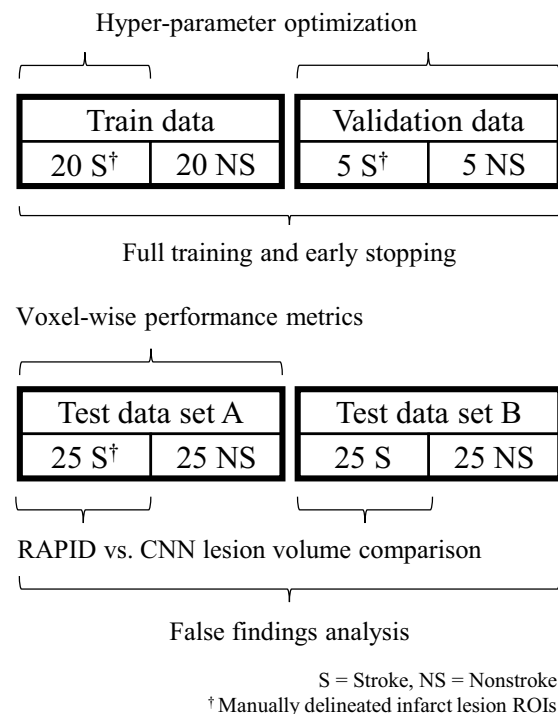 Hyper-parameter optimization
Train data Validation data
20 S† 20 NS 5 S† 5 NS
Full training and early stopping
Voxel-wise performance metrics
Test data set A Test data set B
25 S† 25 NS 25 S 25 NS
RAPID vs. CNN lesion volume comparison
False findings analysis
S = Stroke, NS = Nonstroke
† Manually delineated infarct lesion ROIs